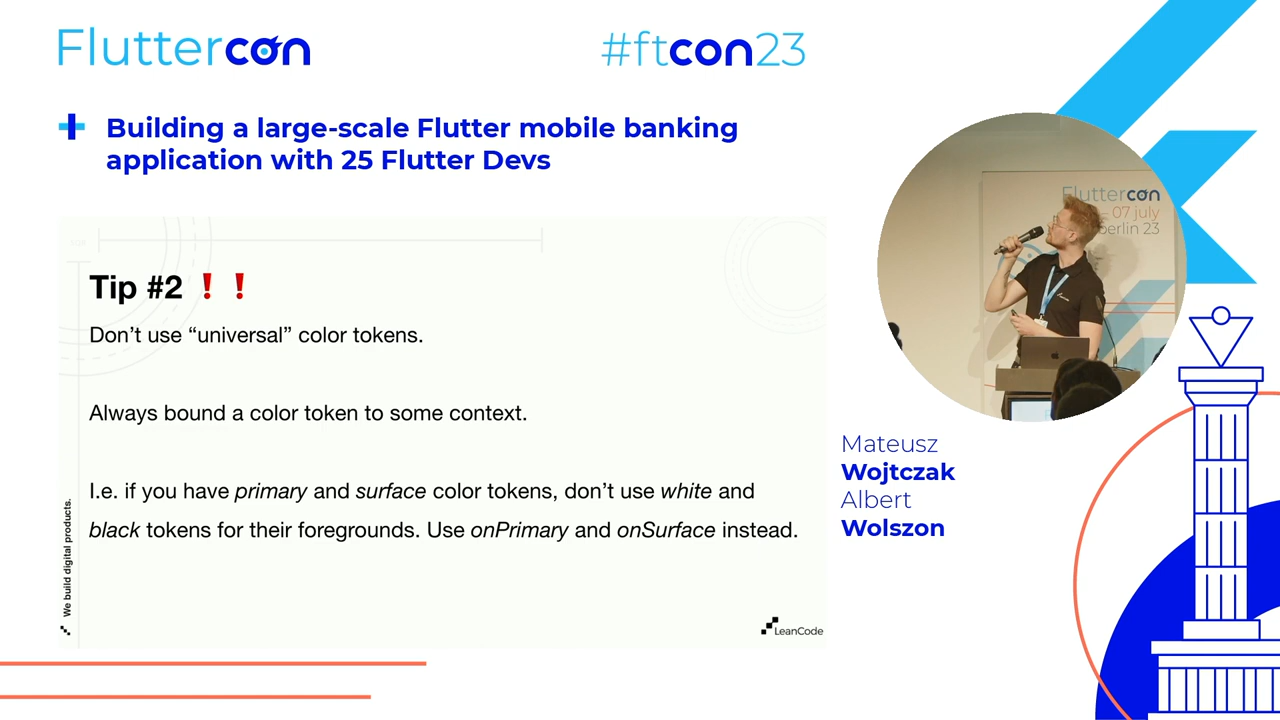 Fluttercon
#ftcon23
Building a large-scale Flutter mobile banking
application with 25 Flutter Devs
Tip #2 ❗ ❗
Don’t use “universal” color tokens.
Always bound a color token to some context.
I.e. if you have primary and surface color tokens, don’t use white and
black tokens for their foregrounds. Use onPrimary and onSurface instead.
We build digital products.
LeanCode
Fluttercon
07 july
berlin 23
Mateusz
Wojtczak
Albert
Wolszon